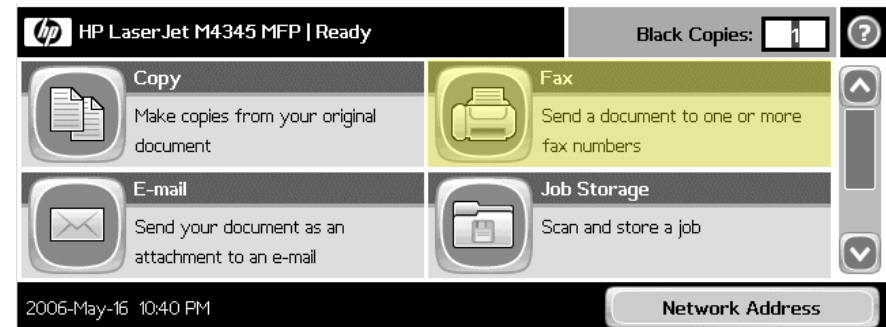 hp HP LaserJet M4345 MFP | Ready
Black Copies: 1 ?
Copy
Make copies from your original
document
Fax
Send a document to one or more
fax numbers
E-mail
Send your document as an
attachment to an e-mail
Job Storage
Scan and store a job
2006-May-16 10:40 PM
Network Address